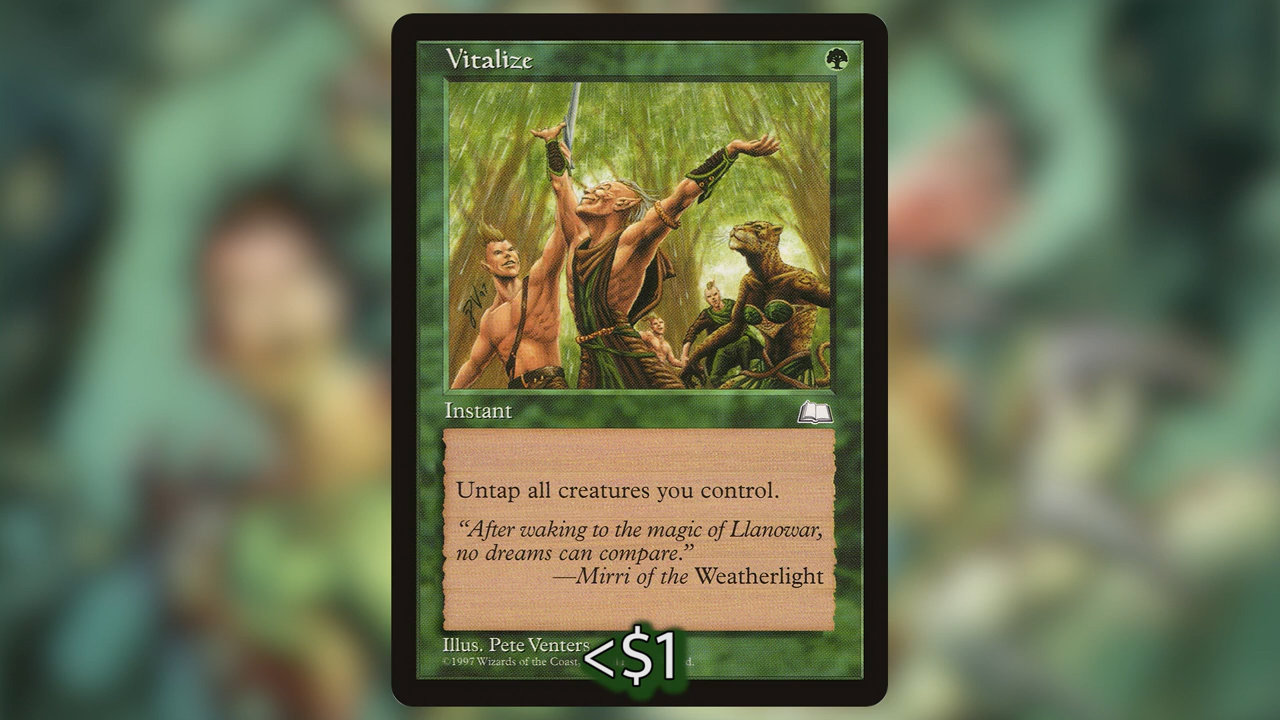 Vitalize
Instant
Untap all creatures you control.
“After waking to the magic of Llanowar,
no dreams can compare.”
—Mirri of the Weatherlight
Illus. Pete Venters
<$1
©1997 Wizards of the Coast